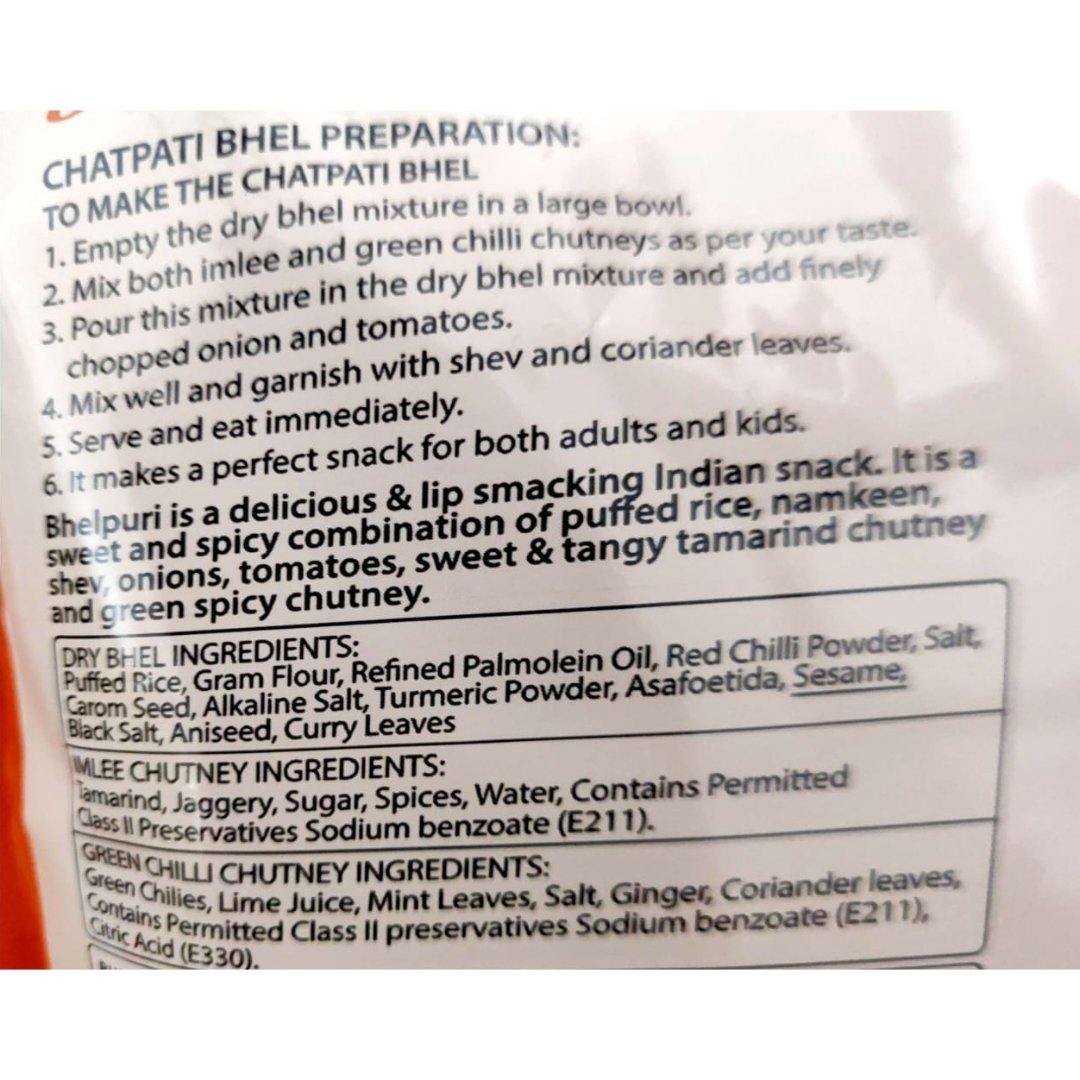 CHATPATI BHEL PREPARATION:
TO MAKE THE CHATPATI BHEL
1. Empty the dry bhel mixture in a large bowl.
2. Mix both imlee and green chilli chutneys as per your taste.
3. Pour this mixture in the dry bhel mixture and add finely
chopped onion and tomatoes.
4. Mix well and garnish with shev and coriander leaves.
5. Serve and eat immediately.
6. It makes a perfect snack for both adults and kids.
Bhelpuri is a delicious & lip smacking Indian snack. It is a
sweet and spicy combination of puffed rice, namkeen,
shev, onions, tomatoes, sweet & tangy tamarind chutney
and green spicy chutney.
DRY BHEL INGREDIENTS:
Puffed Rice, Gram Flour, Refined Palmolein Oil, Red Chilli Powder, Salt,
Carom Seed, Alkaline Salt, Turmeric Powder, Asafoetida, Sesame,
Black Salt, Aniseed, Curry Leaves
IMLEE CHUTNEY INGREDIENTS:
Tamarind, Jaggery, Sugar, Spices, Water, Contains Permitted
Class II Preservatives Sodium benzoate (E211).
GREEN CHILLI CHUTNEY INGREDIENTS:
Green Chilies, Lime Juice, Mint Leaves, Salt, Ginger, Coriander leaves,
Contains Permitted Class II preservatives Sodium benzoate (E211),
Citric Acid (E330).